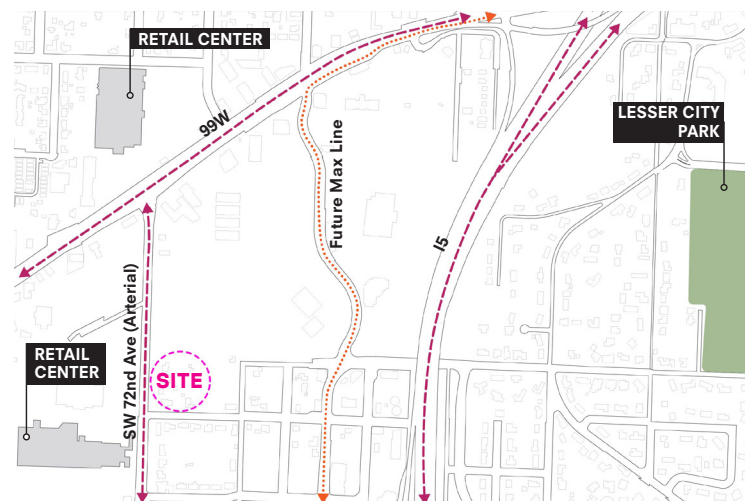 RETAIL CENTER
LESSER CITY
PARK
99W
Future Max Line
I5
SW 72nd Ave (Arterial)
RETAIL
CENTER
SITE